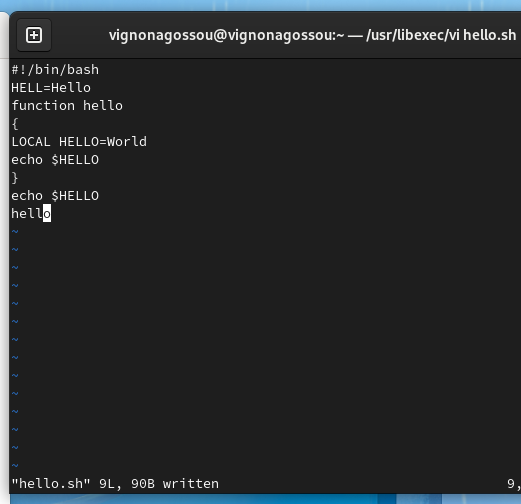 vignonagossou@vignonagossou:~ — /usr/libexec/vi hello.sh
#!/bin/bash
HELL=Hello
function hello
{
LOCAL HELLO=World
echo $HELLO
}
echo $HELLO
hello
~
~
~
~
~
~
~
~
~
~
~
~
~
~
"hello.sh" 9L, 90B written 9,